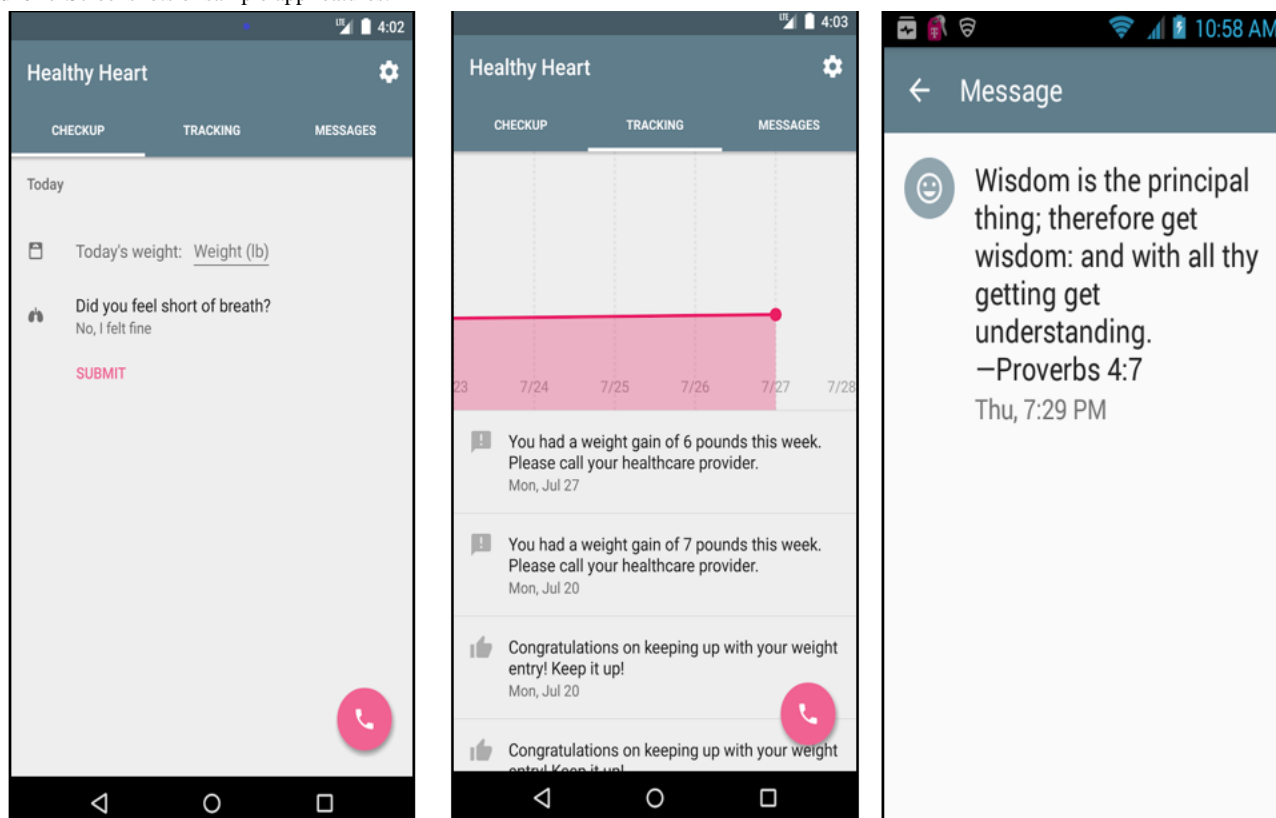 LTE 4:02
Healthy Heart
CHECKUP TRACKING MESSAGES
Today
Today's weight: Weight (lb)
Did you feel short of breath?
No, I felt fine
SUBMIT
LTE 4:03
Healthy Heart
CHECKUP TRACKING MESSAGES
23 7/24 7/25 7/26 7/27 7/28
You had a weight gain of 6 pounds this week.
Please call your healthcare provider.
Mon, Jul 27
You had a weight gain of 7 pounds this week.
Please call your healthcare provider.
Mon, Jul 20
Congratulations on keeping up with your weight
entry! Keep it up!
Mon, Jul 20
Congratulations on keeping up with your weight
entry! Keep it up!
10:58 AM
Message
Wisdom is the principal
thing; therefore get
wisdom: and with all thy
getting get
understanding.
—Proverbs 4:7
Thu, 7:29 PM